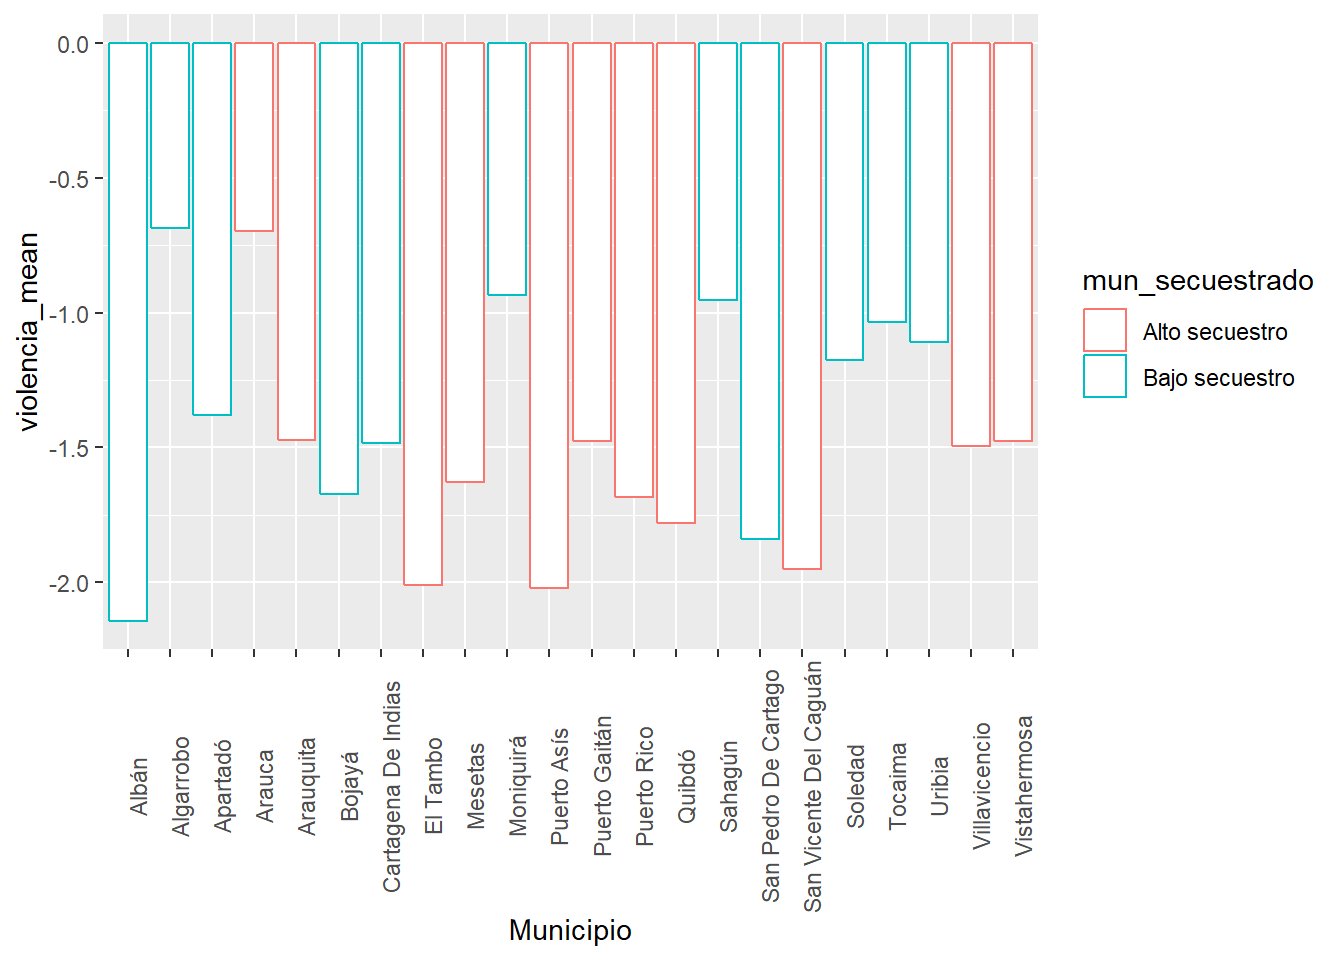 0.0
-0.5
-1.0
-1.5
-2.0
violencia_mean
Albán
Algarrobo
Apartadó
Arauca
Arauquita
Bojayá
Cartagena De Indias
El Tambo
Mesetas
Moniquirá
Puerto Asís
Puerto Gaitán
Puerto Rico
Quibdó
Sahagún
San Pedro De Cartago
San Vicente Del Caguán
Soledad
Tocaima
Uribia
Villavicencio
Vistahermosa
Municipio
mun_secuestrado
Alto secuestro
Bajo secuestro